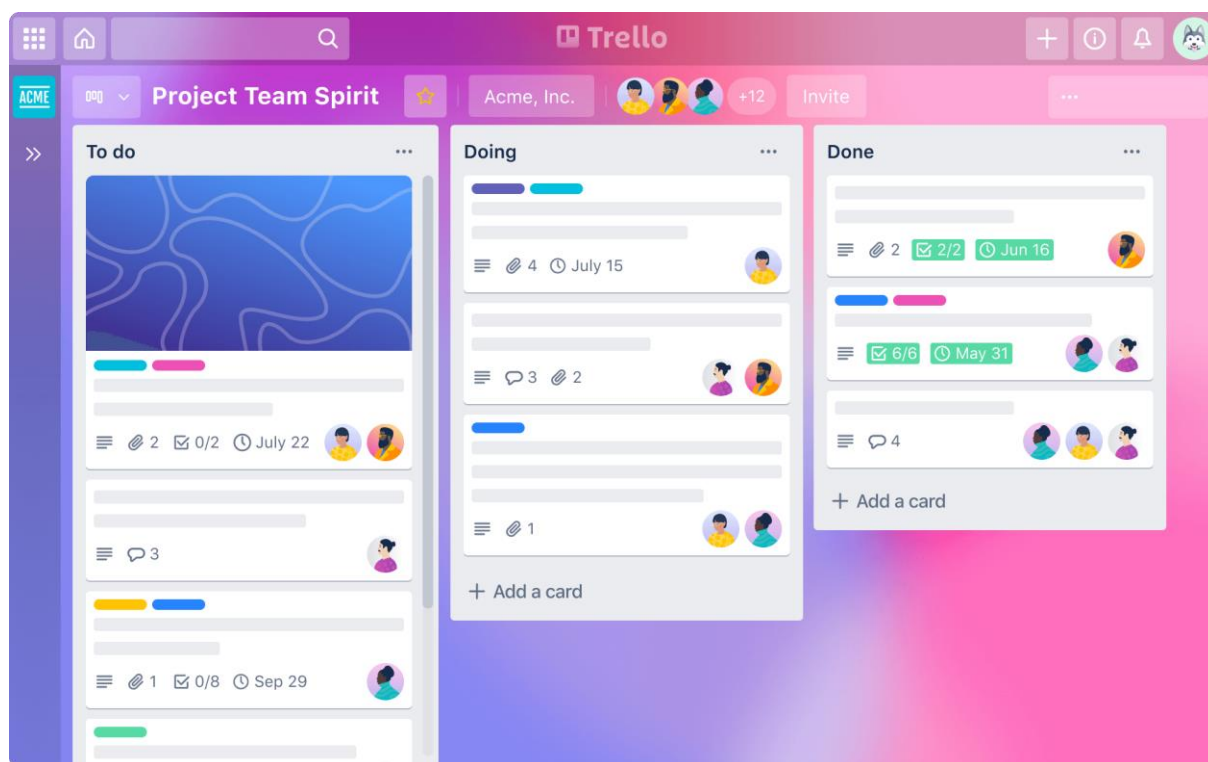 Trello
ACME
Project Team Spirit
Acme, Inc.
+12
Invite
To do
2 0/2 July 22
3
1 0/8 Sep 29
Doing
4 July 15
3 2
1
+ Add a card
Done
2 2/2 Jun 16
6/6 May 31
4
+ Add a card